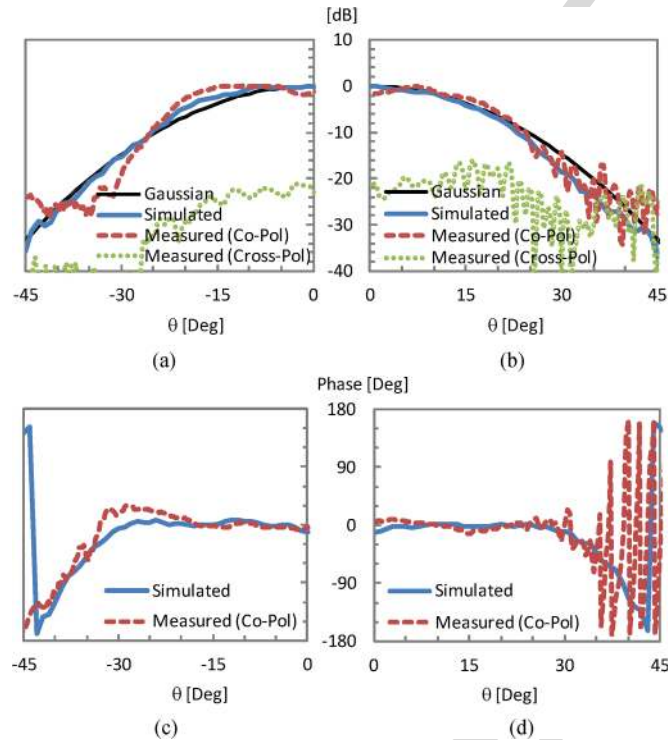 [dB]
10
0
-10
-20
-30
-40
Gaussian
Simulated
Measured (Co-Pol)
Measured (Cross-Pol)
-45 -30 -15 0
θ [Deg]
(a)
Gaussian
Simulated
Measured (Co-Pol)
Measured (Cross-Pol)
0 15 30 45
θ [Deg]
(b)
Phase [Deg]
180
90
0
-90
-180
Simulated
Measured (Co-Pol)
-45 -30 -15 0
θ [Deg]
(c)
Simulated
Measured (Co-Pol)
0 15 30 45
θ [Deg]
(d)